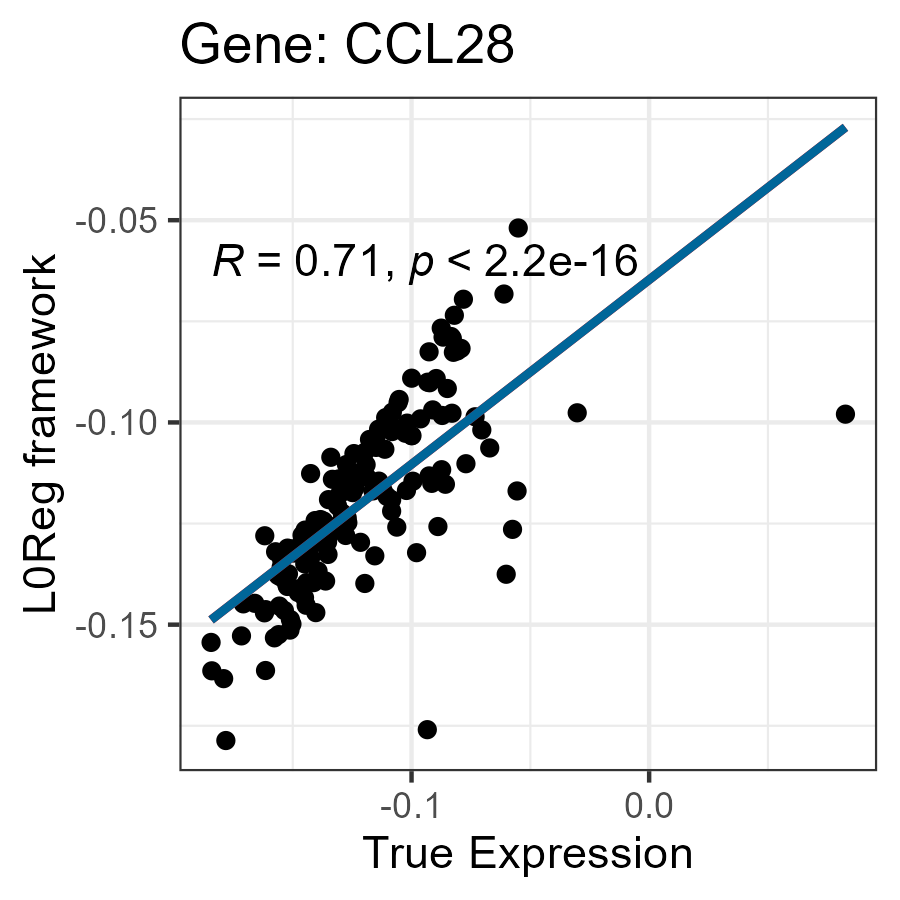 Gene: CCL28
L0Reg framework
-0.05
-0.10
-0.15
R = 0.71, p < 2.2e-16
-0.1
0.0
True Expression